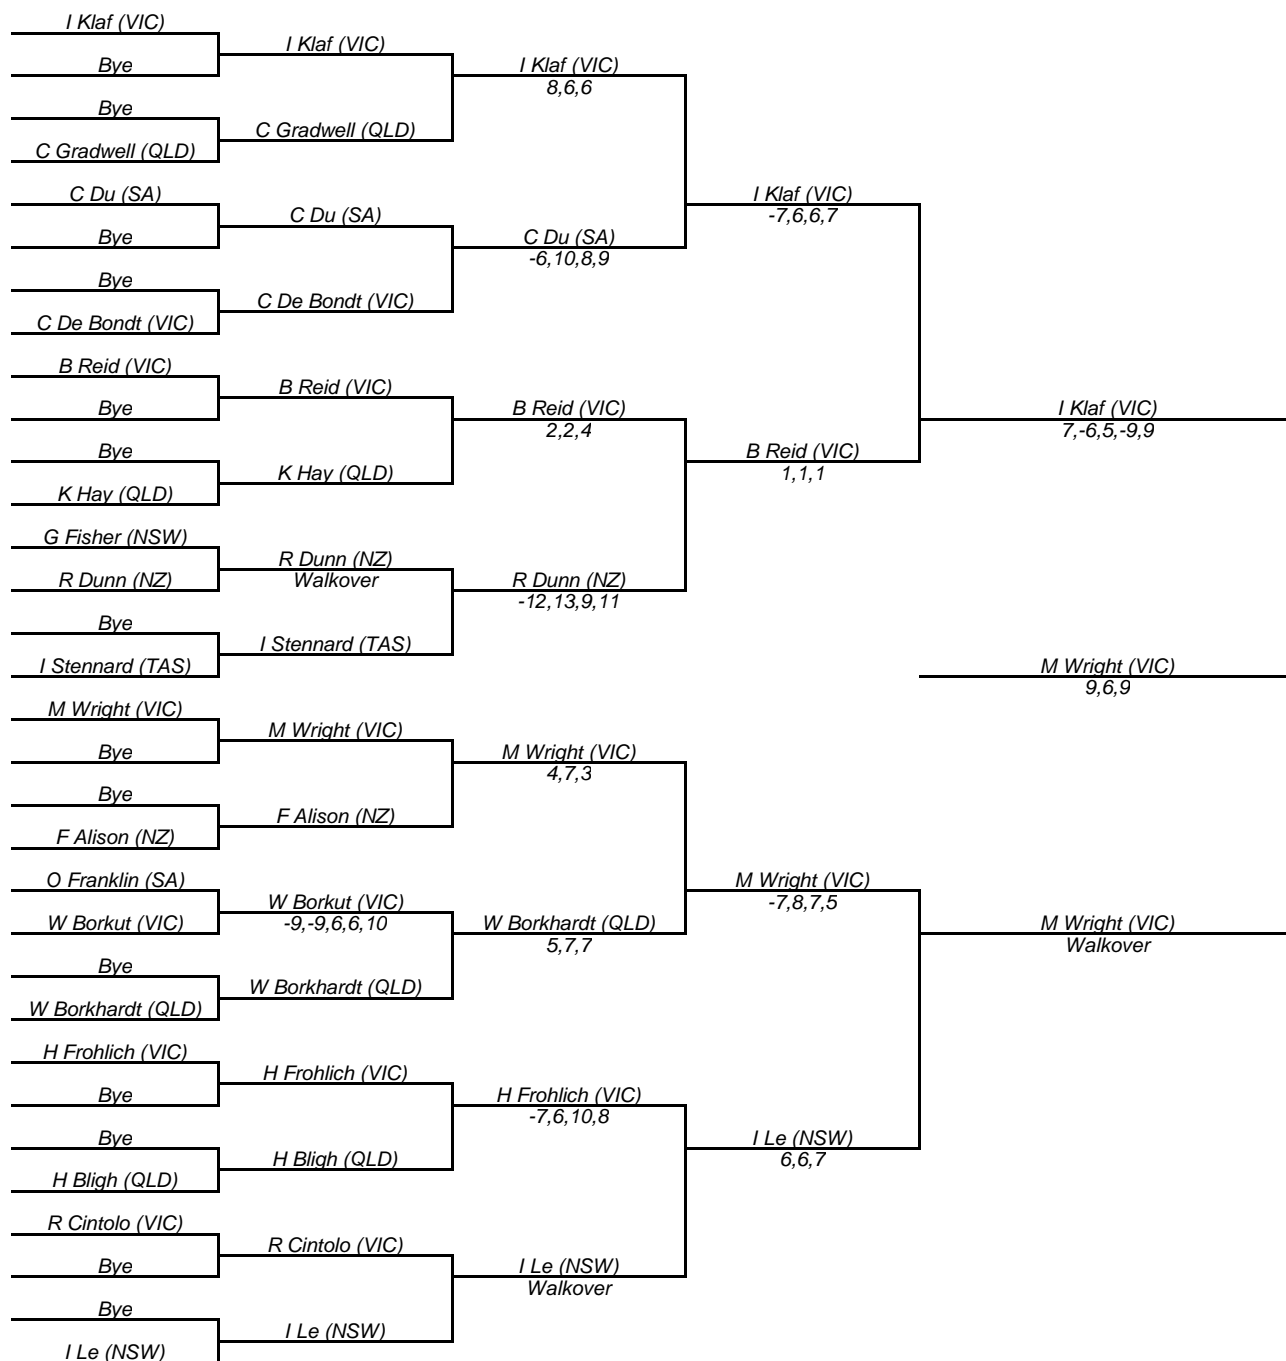 I Klaf (VIC)
Bye
Bye
C Gradwell (QLD)
C Du (SA)
Bye
Bye
C De Bondt (VIC)
B Reid (VIC)
Bye
Bye
K Hay (QLD)
G Fisher (NSW)
R Dunn (NZ)
Bye
I Stennard (TAS)
M Wright (VIC)
Bye
Bye
F Alison (NZ)
O Franklin (SA)
W Borkut (VIC)
Bye
W Borkhardt (QLD)
H Frohlich (VIC)
Bye
Bye
H Bligh (QLD)
R Cintolo (VIC)
Bye
Bye
I Le (NSW)
I Klaf (VIC)
C Gradwell (QLD)
C Du (SA)
C De Bondt (VIC)
B Reid (VIC)
K Hay (QLD)
R Dunn (NZ)
Walkover
I Stennard (TAS)
M Wright (VIC)
F Alison (NZ)
W Borkut (VIC)
-9,-9,6,6,10
W Borkhardt (QLD)
H Frohlich (VIC)
H Bligh (QLD)
R Cintolo (VIC)
I Le (NSW)
I Klaf (VIC)
8,6,6
C Du (SA)
-6,10,8,9
B Reid (VIC)
2,2,4
R Dunn (NZ)
-12,13,9,11
M Wright (VIC)
4,7,3
W Borkhardt (QLD)
5,7,7
H Frohlich (VIC)
-7,6,10,8
I Le (NSW)
Walkover
I Klaf (VIC)
-7,6,6,7
B Reid (VIC)
1,1,1
M Wright (VIC)
-7,8,7,5
I Le (NSW)
6,6,7
I Klaf (VIC)
7,-6,5,-9,9
M Wright (VIC)
9,6,9
M Wright (VIC)
Walkover